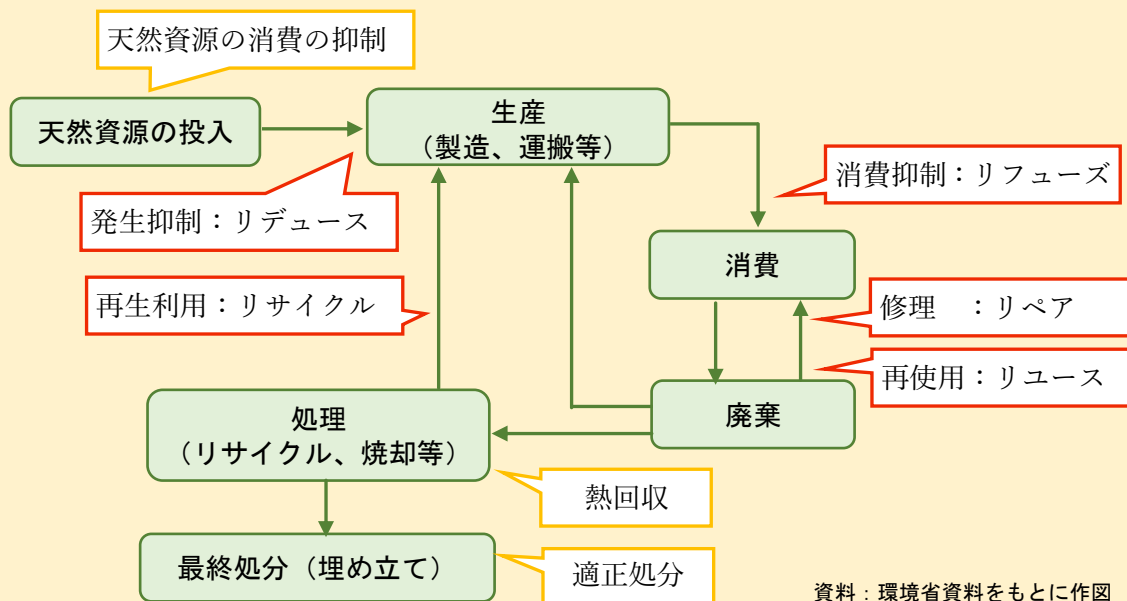 天然資源の消費の抑制
天然資源の投入
生産
（製造、運搬等）
発生抑制：リデュース
消費抑制：リフューズ
消費
再生利用：リサイクル
修理　：リペア
再使用：リユース
処理
（リサイクル、焼却等）
廃棄
熱回収
最終処分（埋め立て）
適正処分
資料：環境省資料をもとに作図